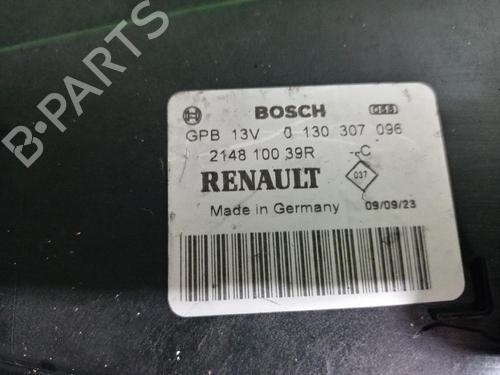 B-PARTS
BOSCH
GPB 13V 0 130 307 096
2148 100 39R --C
RENAULT 037
Made in Germany 09/09/23